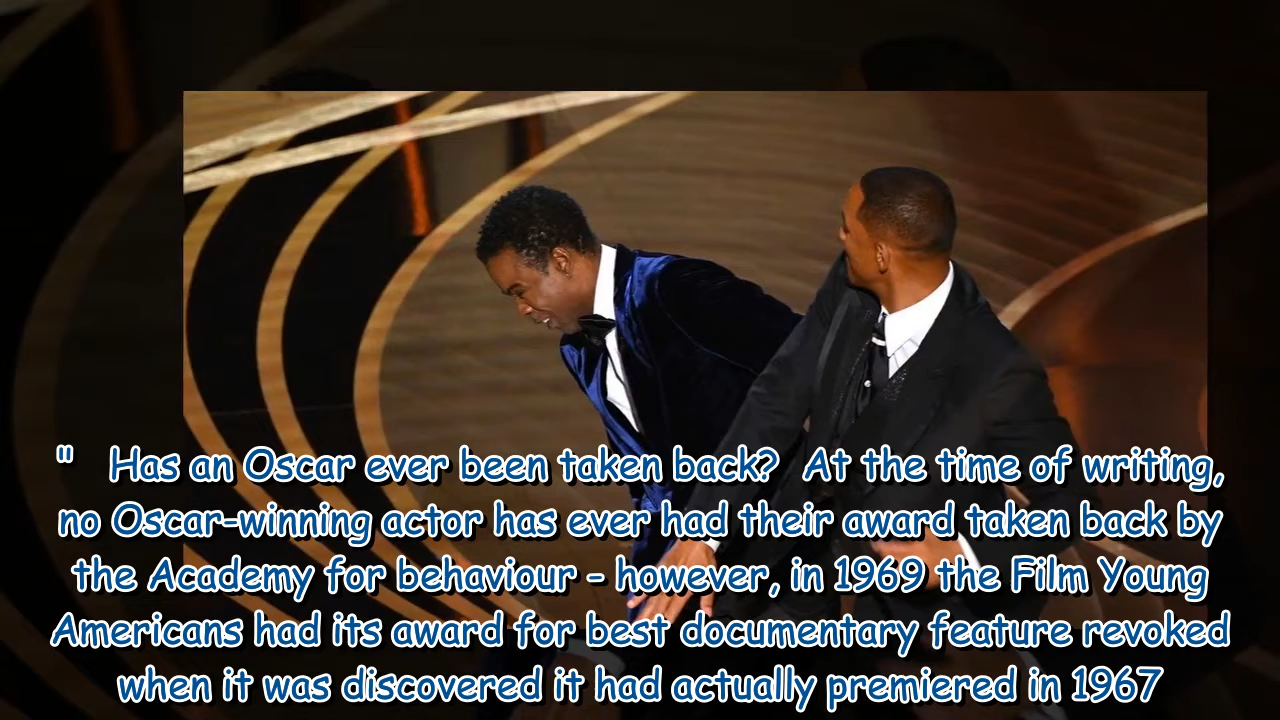 "   Has an Oscar ever been taken back?  At the time of writing,
no Oscar-winning actor has ever had their award taken back by
the Academy for behaviour – however, in 1969 the Film Young
Americans had its award for best documentary feature revoked
when it was discovered it had actually premiered in 1967